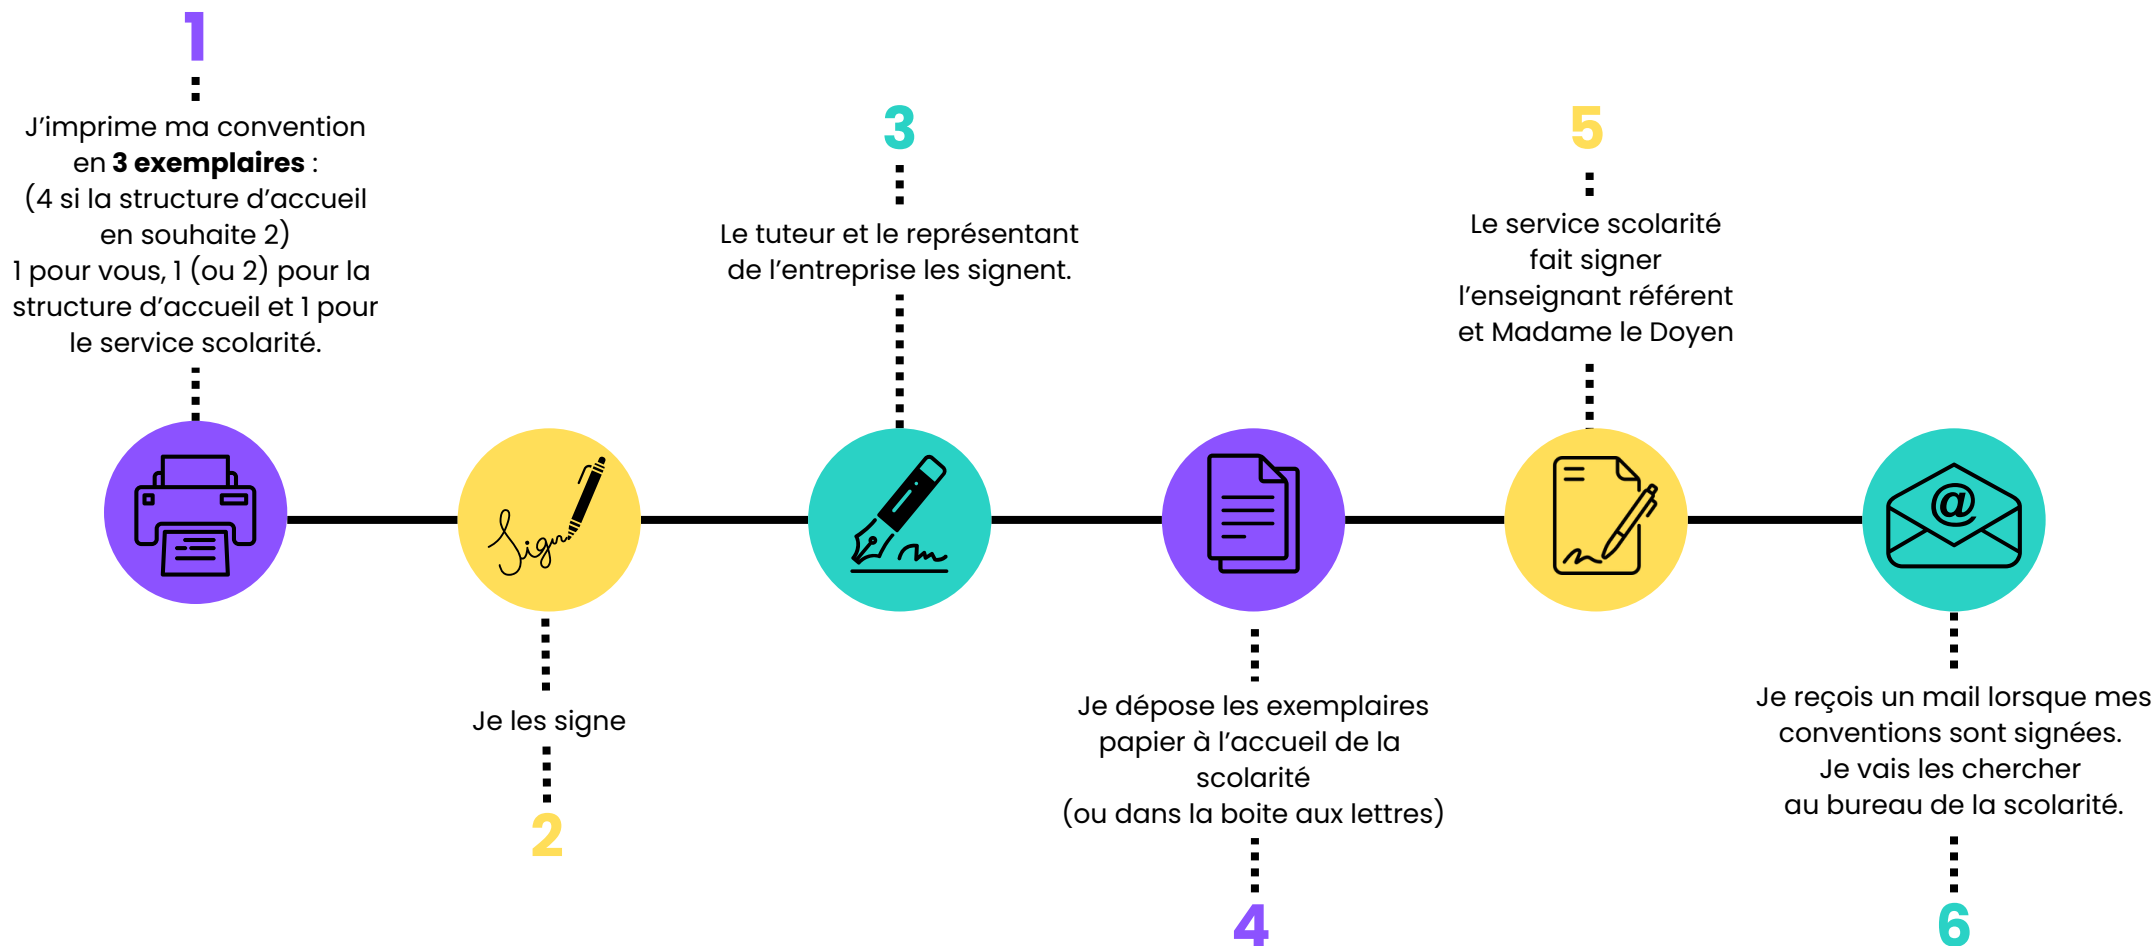 1
J’imprime ma convention
en 3 exemplaires :
(4 si la structure d’accueil
en souhaite 2)
1 pour vous, 1 (ou 2) pour la
structure d’accueil et 1 pour
le service scolarité.
Sign
Je les signe
2
3
Le tuteur et le représentant
de l’entreprise les signent.
Je dépose les exemplaires
papier à l’accueil de la
scolarité
(ou dans la boite aux lettres)
4
5
Le service scolarité
fait signer
l’enseignant référent
et Madame le Doyen
@
Je reçois un mail lorsque mes
conventions sont signées.
Je vais les chercher
au bureau de la scolarité.
6